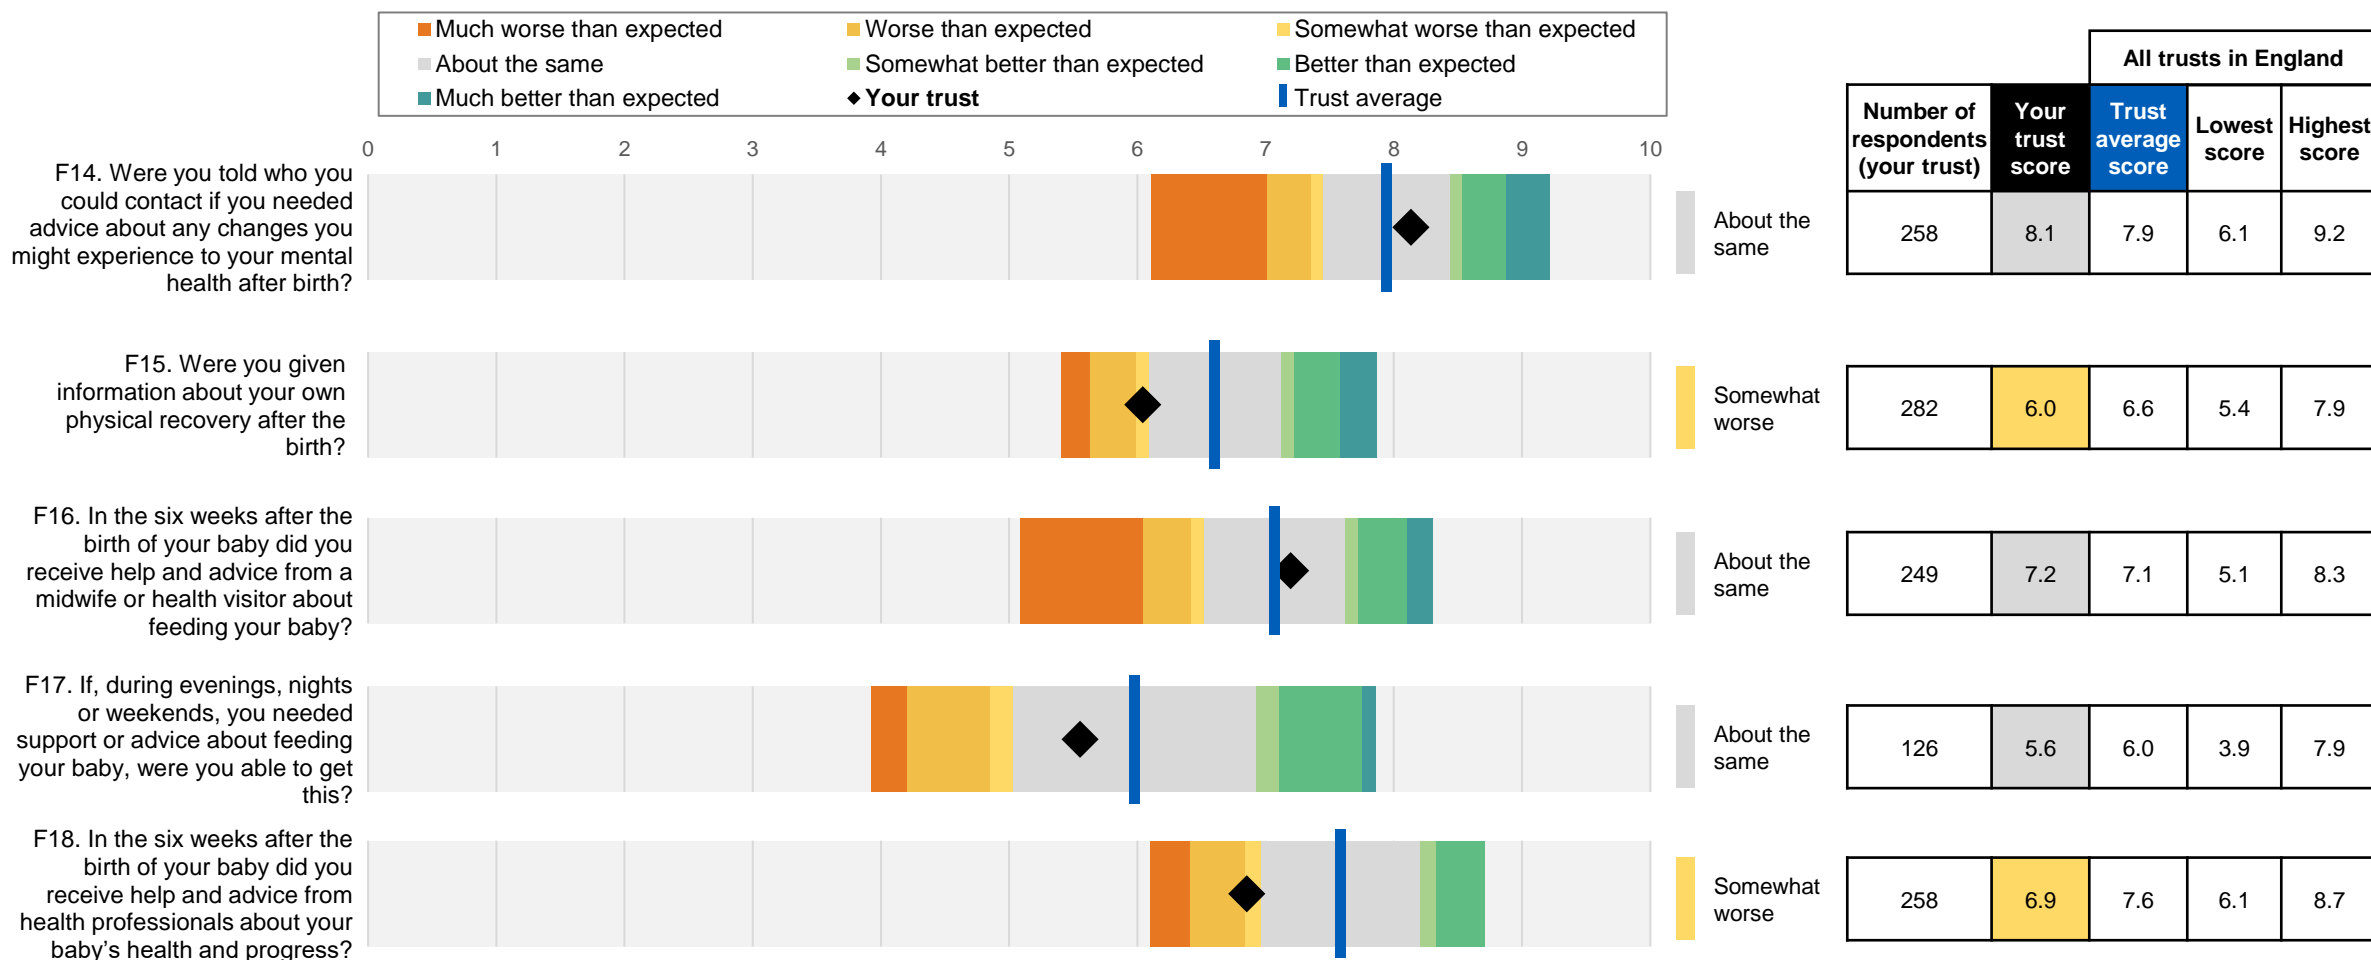 Much worse than expected
Worse than expected
Somewhat worse than expected
About the same
Somewhat better than expected
Better than expected
Much better than expected
Your trust
Trust average
All trusts in England
Number of
respondents
(your trust)
Your
trust
score
Trust
average
score
Lowest
score
Highest
score
0 1 2 3 4 5 6 7 8 9 10
F14. Were you told who you
could contact if you needed
advice about any changes you
might experience to your mental
health after birth?
About the
same
258 8.1 7.9 6.1 9.2
F15. Were you given
information about your own
physical recovery after the
birth?
Somewhat
worse
282 6.0 6.6 5.4 7.9
F16. In the six weeks after the
birth of your baby did you
receive help and advice from a
midwife or health visitor about
feeding your baby?
About the
same
249 7.2 7.1 5.1 8.3
F17. If, during evenings, nights
or weekends, you needed
support or advice about feeding
your baby, were you able to get
this?
About the
same
126 5.6 6.0 3.9 7.9
F18. In the six weeks after the
birth of your baby did you
receive help and advice from
health professionals about your
baby’s health and progress?
Somewhat
worse
258 6.9 7.6 6.1 8.7